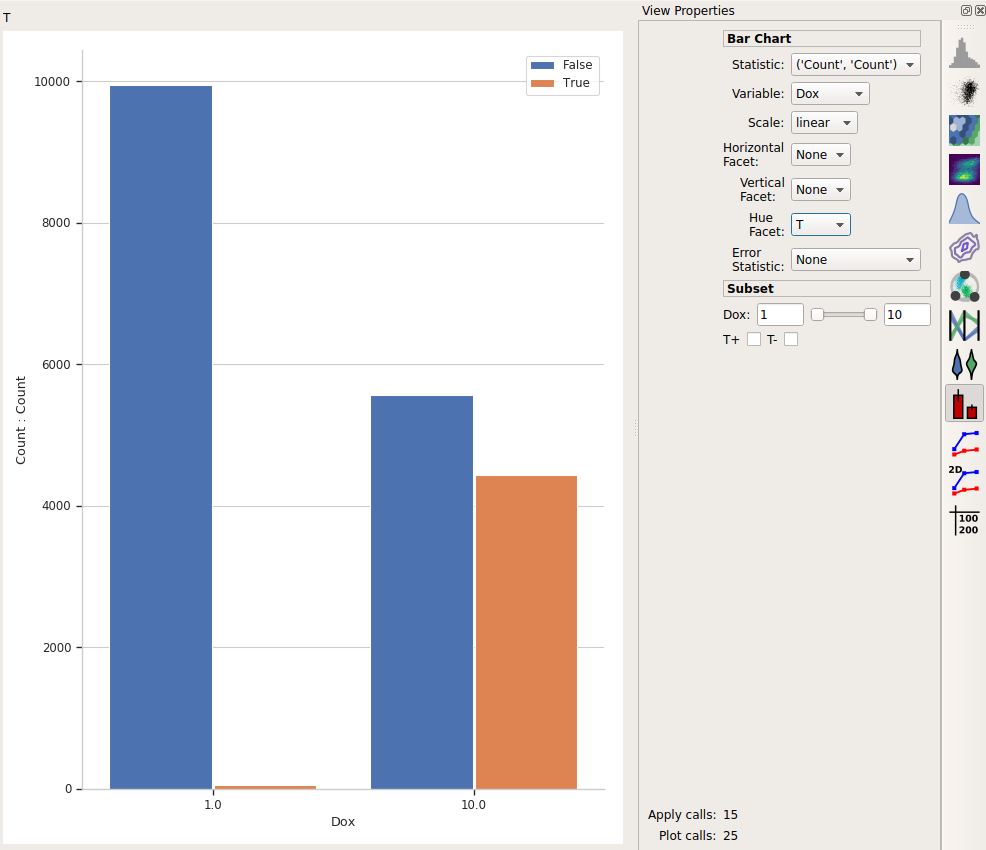 T
False
True
10000
8000
6000
4000
2000
0
Count : Count
1.0
10.0
Dox
View Properties
Bar Chart
Statistic: ('Count', 'Count')
Variable: Dox
Scale: linear
Horizontal
Facet: None
Vertical
Facet: None
Hue
Facet: T
Error
Statistic: None
Subset
Dox: 1 10
T+ T-
Apply calls: 15
Plot calls: 25
2D
100
200